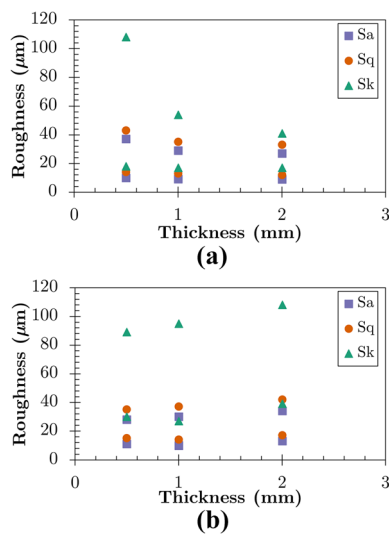 120
100
80
60
40
20
0
Roughness (μm)
Sa
Sq
Sk
0 1 2 3
Thickness (mm)
(a)
120
100
80
60
40
20
0
Roughness (μm)
Sa
Sq
Sk
0 1 2 3
Thickness (mm)
(b)